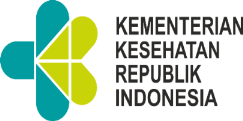 KEMENTERIAN
KESEHATAN
REPUBLIK
INDONESIA